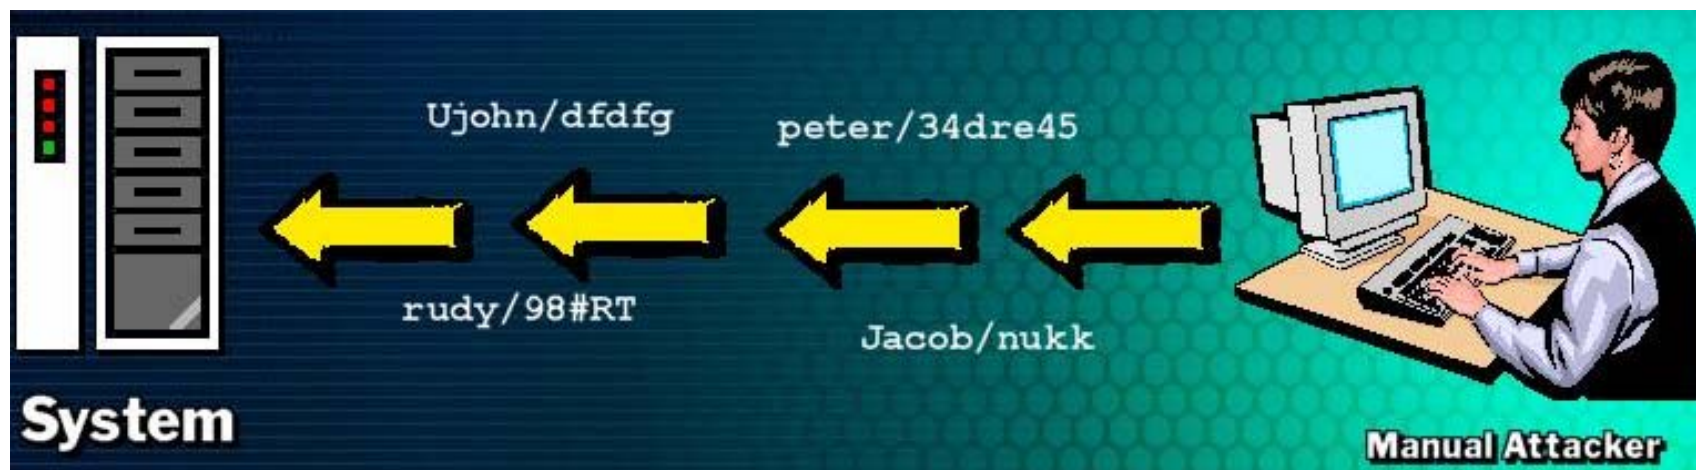 Ujohn/dfdfg
peter/34dre45
rudy/98#RT
Jacob/nukk
System
Manual Attacker